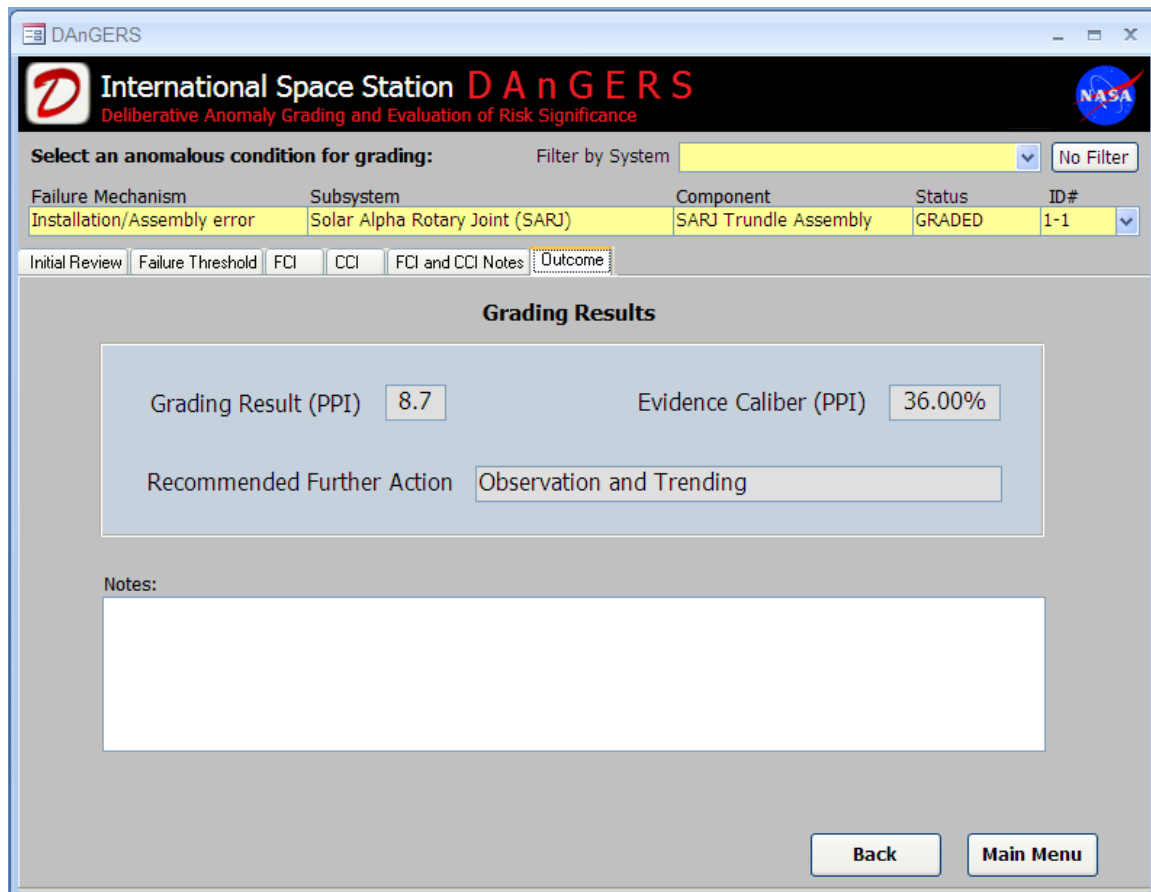 DAnGERS
D International Space Station DAnGERS NASA
Deliberative Anomaly Grading and Evaluation of Risk Significance
Select an anomalous condition for grading: Filter by System No Filter
Failure Mechanism Subsystem Component Status ID#
Installation/Assembly error Solar Alpha Rotary Joint (SARJ) SARJ Trundle Assembly GRADED 1-1
Initial Review Failure Threshold FCI CCI FCI and CCI Notes Outcome
Grading Results
Grading Result (PPI) 8.7 Evidence Caliber (PPI) 36.00%
Recommended Further Action Observation and Trending
Notes:
Back Main Menu